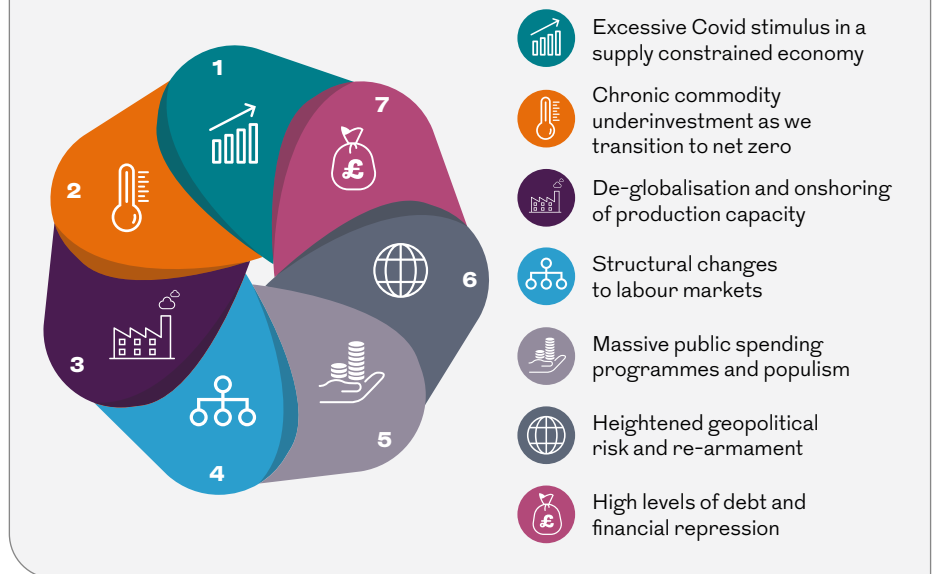 1
7
2
£
6
3
5
4
Excessive Covid stimulus in a
supply constrained economy
Chronic commodity
underinvestment as we
transition to net zero
De-globalisation and onshoring
of production capacity
Structural changes
to labour markets
Massive public spending
programmes and populism
Heightened geopolitical
risk and re-armament
£
High levels of debt and
financial repression